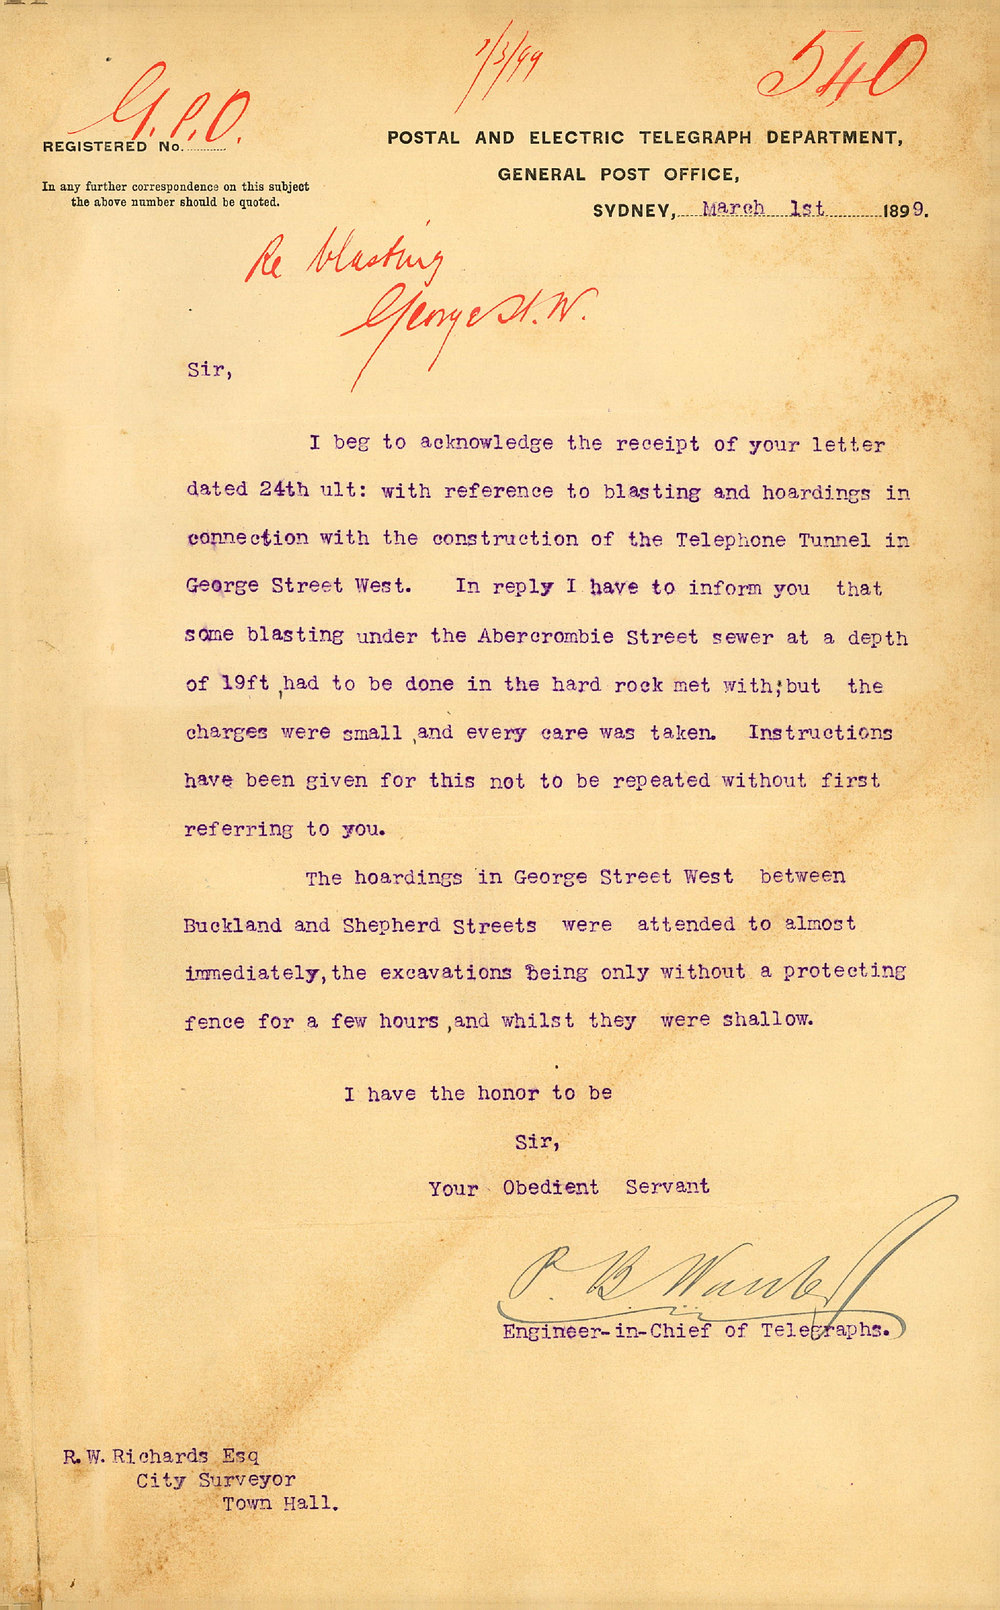 1/3/99
540
G.P.O.
REGISTERED No.
In any further correspondence on this subject
the above number should be quoted.
POSTAL AND ELECTRIC TELEGRAPH DEPARTMENT,
GENERAL POST OFFICE,
SYDNEY, March 1st 1899.
Re blasting
George St. W.
Sir,
I beg to acknowledge the receipt of your letter
dated 24th ult: with reference to blasting and hoardings in
connection with the construction of the Telephone Tunnel in
George Street West. In reply I have to inform you that
some blasting under the Abercrombie Street sewer at a depth
of 19ft ,had to be done in the hard rock met with; but the
charges were small ,and every care was taken. Instructions
have been given for this not to be repeated without first
referring to you.
The hoardings in George Street West between
Buckland and Shepherd Streets were attended to almost
immediately, the excavations being only without a protecting
fence for a few hours ,and whilst they were shallow.
I have the honor to be
Sir,
Your Obedient Servant
P. B. Walker
Engineer-in-Chief of Telegraphs.
R. W. Richards Esq
City Surveyor
Town Hall.